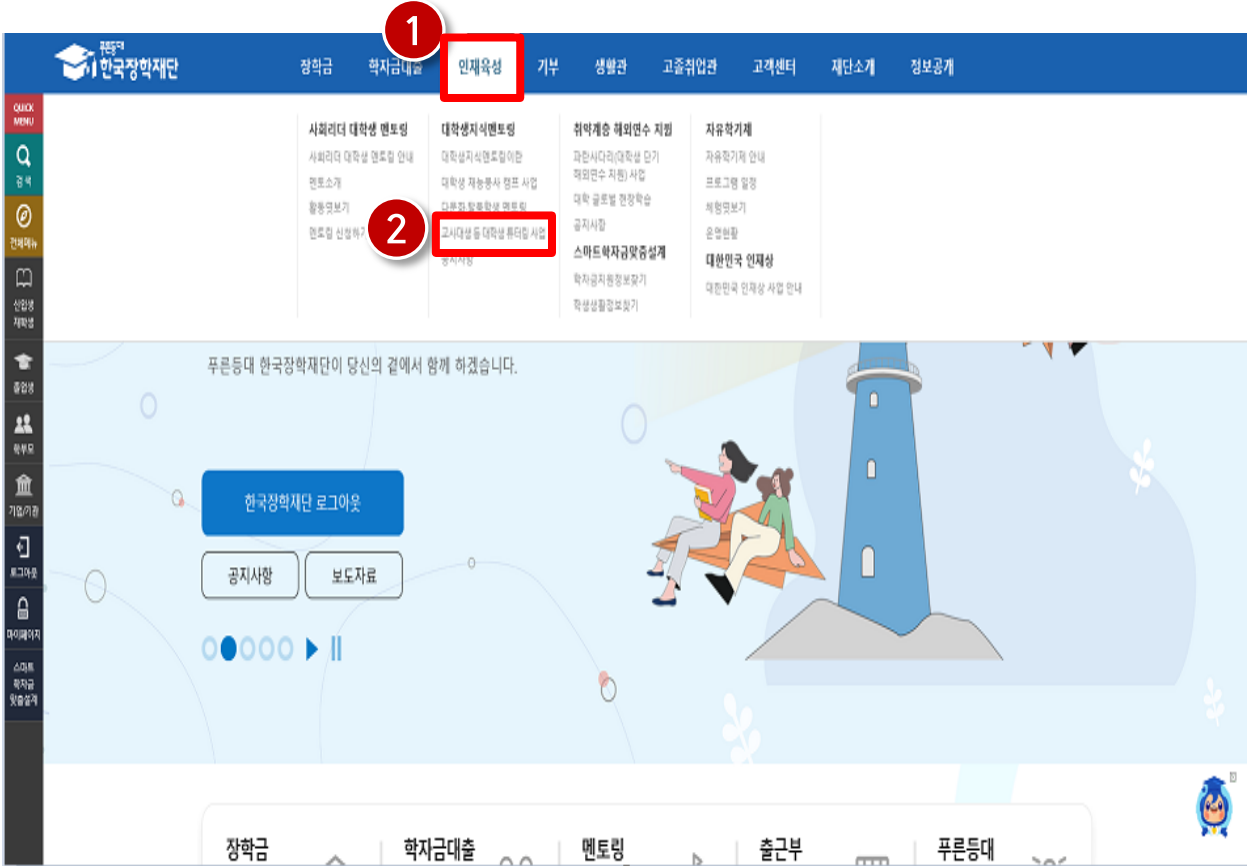 1
푸른등대
한국장학재단
장학금 학자금대출 인재육성 기부 생활관 고졸취업관 고객센터 재단소개 정보공개
QUICK
MENU
검색
전체메뉴
신입생
재학생
졸업생
학부모
기업/기관
로그아웃
마이페이지
스마트
학자금
맞춤설계
사회리더 대학생 멘토링
사회리더 대학생 멘토링 안내
멘토소개
활동엿보기
멘토링 신청하기
2
대학생지식멘토링
대학생지식멘토링이란
대학생 재능봉사 캠프 사업
다문화·탈북학생 멘토링
고사대생 등 대학생 튜터링 사업
공지사항
취약계층 해외연수 지원
파란사다리(대학생 단기
해외연수 지원) 사업
대학 글로벌 현장학습
공지사항
스마트학자금맞춤설계
학자금지원정보찾기
학생생활정보찾기
자유학기제
자유학기제 안내
프로그램 일정
체험엿보기
운영현황
대한민국 인재상
대한민국 인재상 사업 안내
푸른등대 한국장학재단이 당신의 곁에서 함께 하겠습니다.
한국장학재단 로그아웃
공지사항 보도자료
장학금 학자금대출 멘토링 출근부 푸른등대